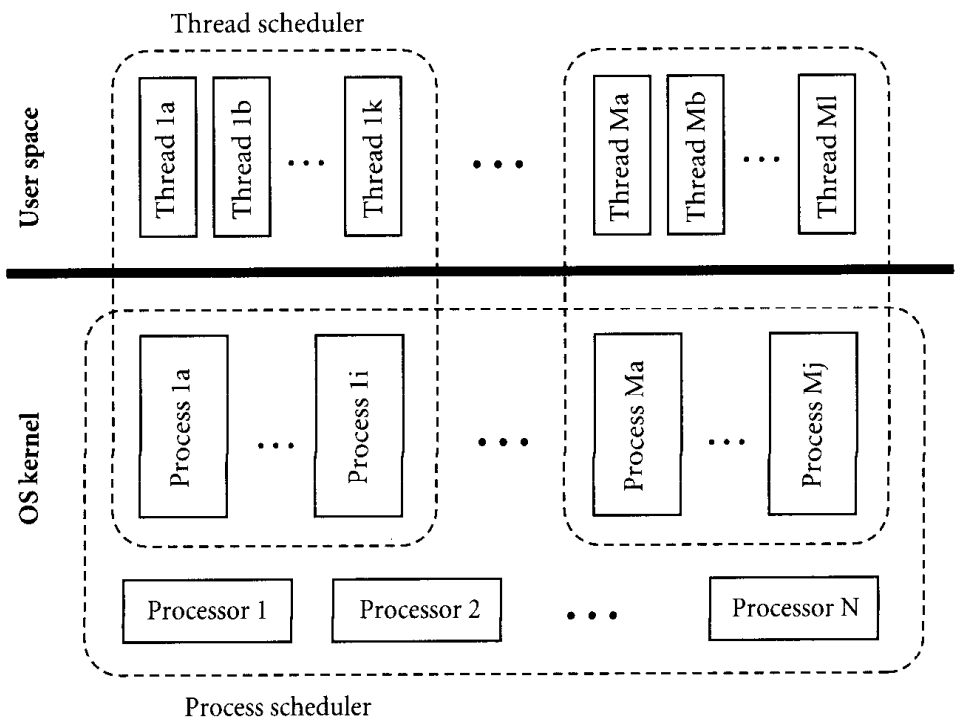 Thread scheduler
User space
Thread 1a
Thread 1b
...
Thread 1k
...
Thread Ma
Thread Mb
...
Thread Ml
OS kernel
Process 1a
...
Process 1i
...
Process Ma
...
Process Mj
Processor 1
Processor 2
...
Processor N
Process scheduler